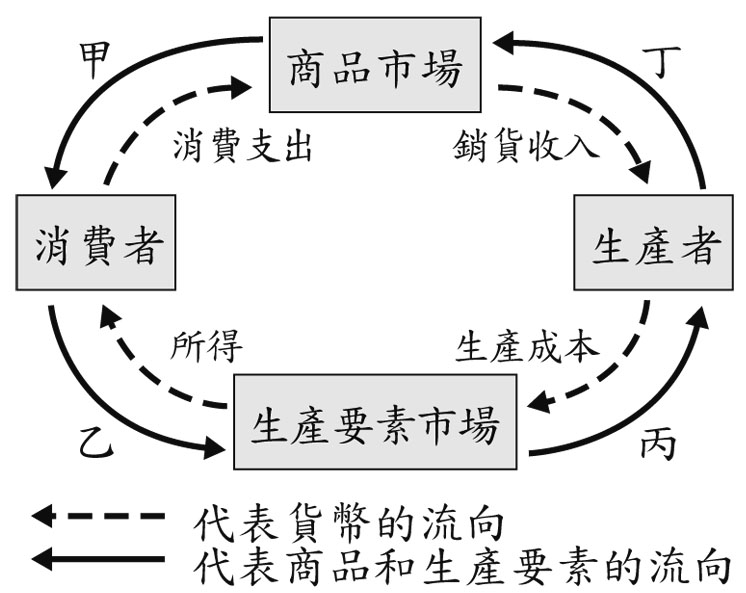 商品市場
甲
丁
消費支出
銷貨收入
消費者
生產者
所得
生產成本
生產要素市場
乙
丙
代表貨幣的流向
代表商品和生產要素的流向